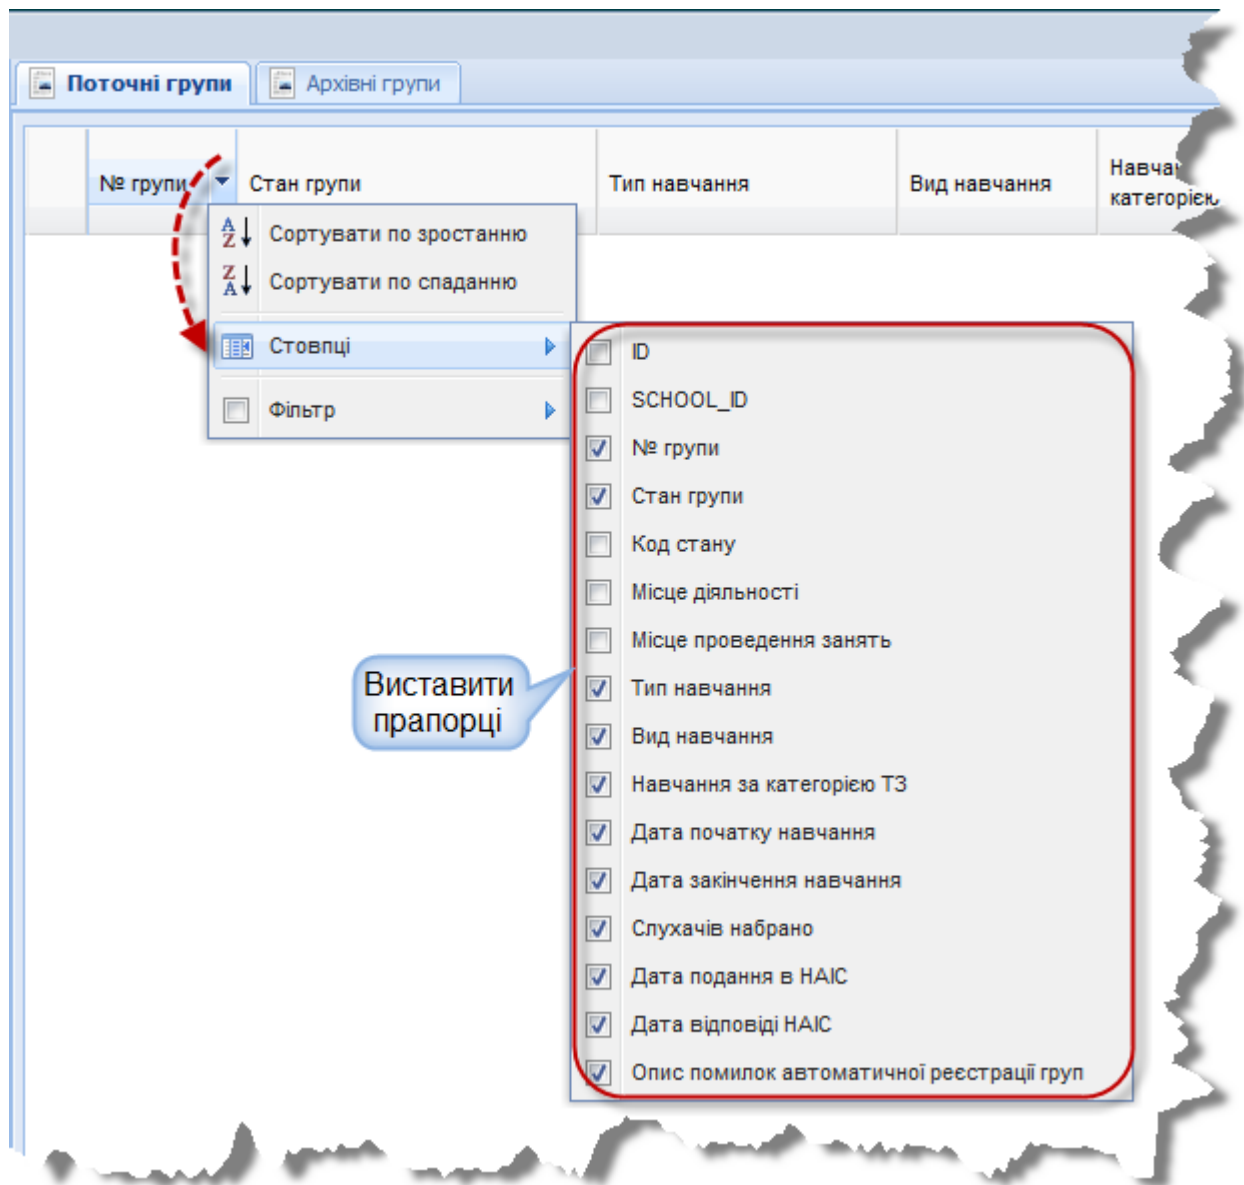 Поточні групи
Архівні групи
№ групи
Стан групи
Тип навчання
Вид навчання
категорією
Сортувати по зростанню
Сортувати по спаданню
Стовпці
Фільтр
ID
SCHOOL_ID
№ групи
Стан групи
Код стану
Місце діяльності
Місце проведення занять
Тип навчання
Вид навчання
Навчання за категорією ТЗ
Дата початку навчання
Дата закінчення навчання
Слухачів набрано
Дата подання в НАІС
Дата відповіді НАІС
Опис помилок автоматичної реєстрації груп
Виставити
прапорці